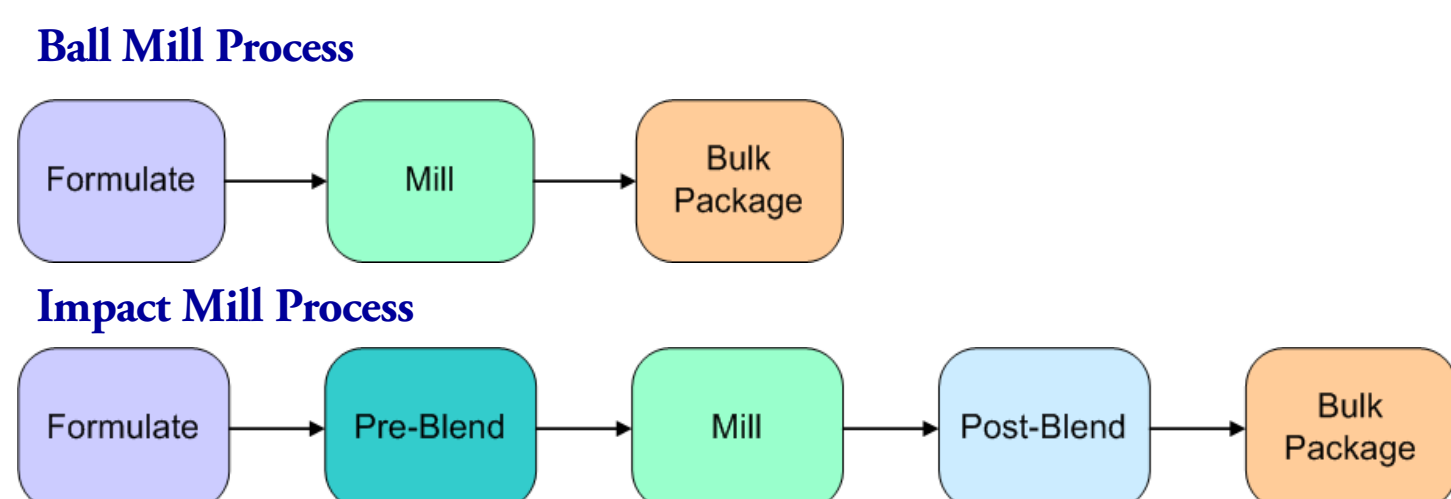 Ball Mill Process
Formulate
Mill
Bulk
Package
Impact Mill Process
Formulate
Pre-Blend
Mill
Post-Blend
Bulk
Package